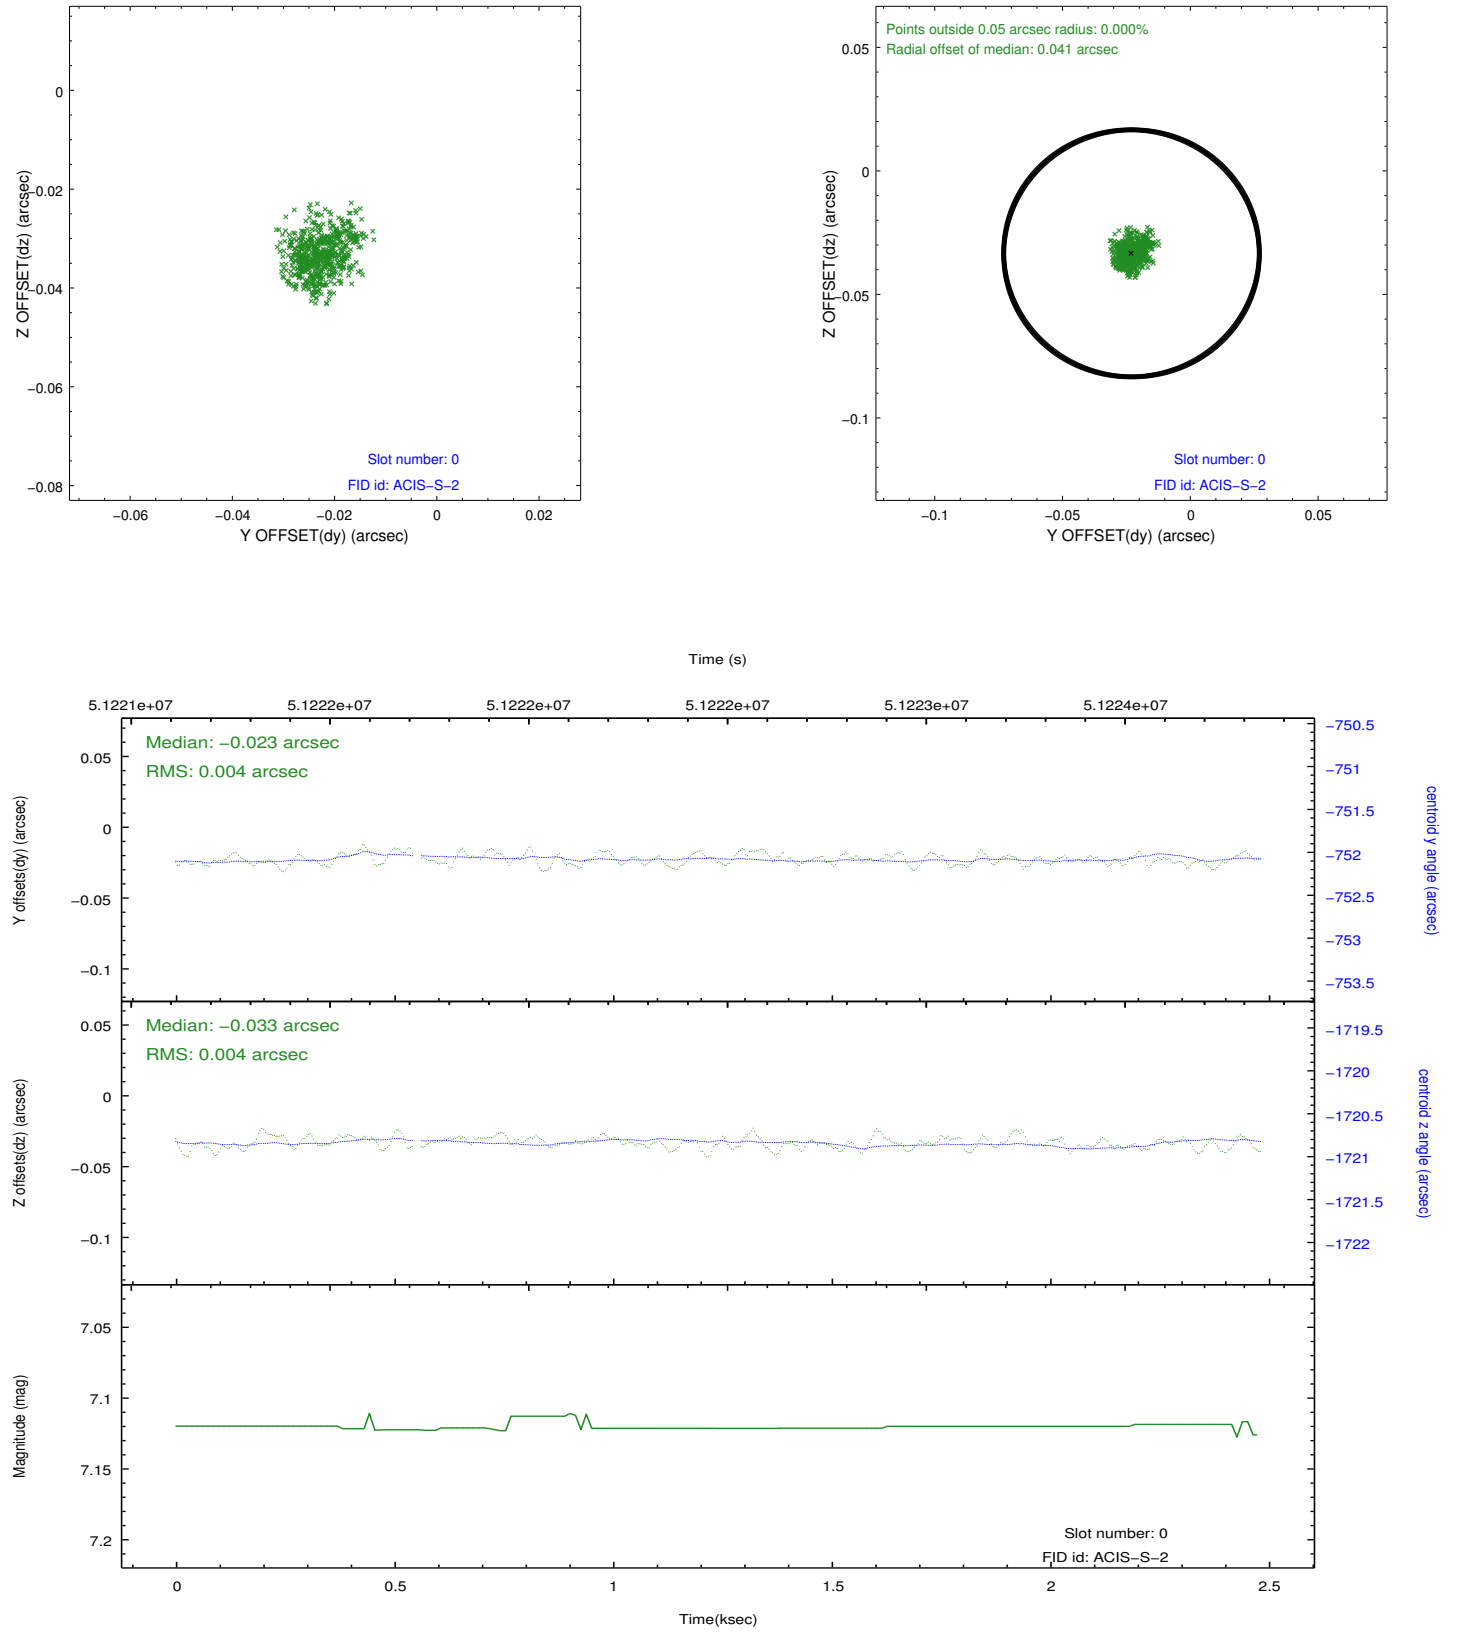 0
−0.02
−0.04
−0.06
−0.08
Z OFFSET(dz) (arcsec)
−0.06
−0.04
−0.02
0
0.02
Y OFFSET(dy) (arcsec)
Slot number: 0
FID id: ACIS−S−2
Points outside 0.05 arcsec radius: 0.000%
Radial offset of median: 0.041 arcsec
0.05
0
−0.05
−0.1
Z OFFSET(dz) (arcsec)
Slot number: 0
FID id: ACIS−S−2
−0.1
−0.05
0
0.05
Y OFFSET(dy) (arcsec)
Time (s)
5.1221e+07
5.1222e+07
5.1222e+07
5.1222e+07
5.1223e+07
5.1224e+07
Median: −0.023 arcsec
RMS: 0.004 arcsec
0.05
0
−0.05
−0.1
Y offsets(dy) (arcsec)
−750.5
−751
−751.5
−752
−752.5
−753
−753.5
centroid y angle (arcsec)
Median: −0.033 arcsec
RMS: 0.004 arcsec
0.05
0
−0.05
−0.1
Z offsets(dz) (arcsec)
−1719.5
−1720
−1720.5
−1721
−1721.5
−1722
centroid z angle (arcsec)
7.05
7.1
7.15
7.2
Magnitude (mag)
Slot number: 0
FID id: ACIS−S−2
0
0.5
1
1.5
2
2.5
Time(ksec)